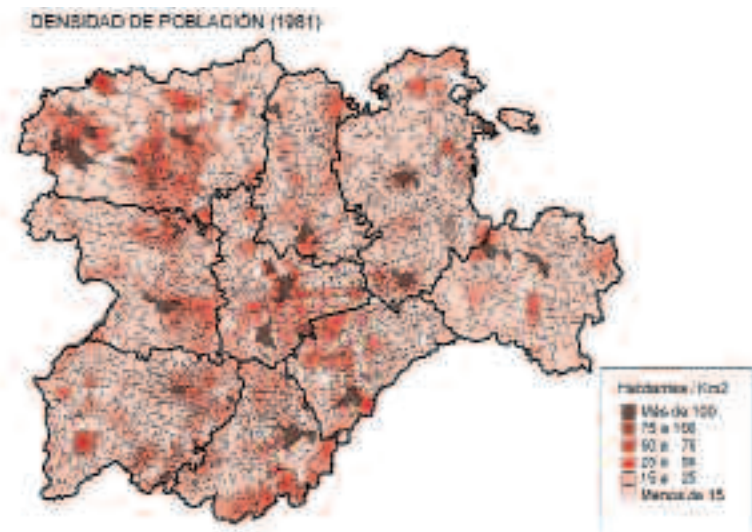 DENSIDAD DE POBLACIÓN (1981)
Habitantes / Km2
Más de 100
75 a 100
50 a 75
25 a 50
15 a 25
Menos de 15